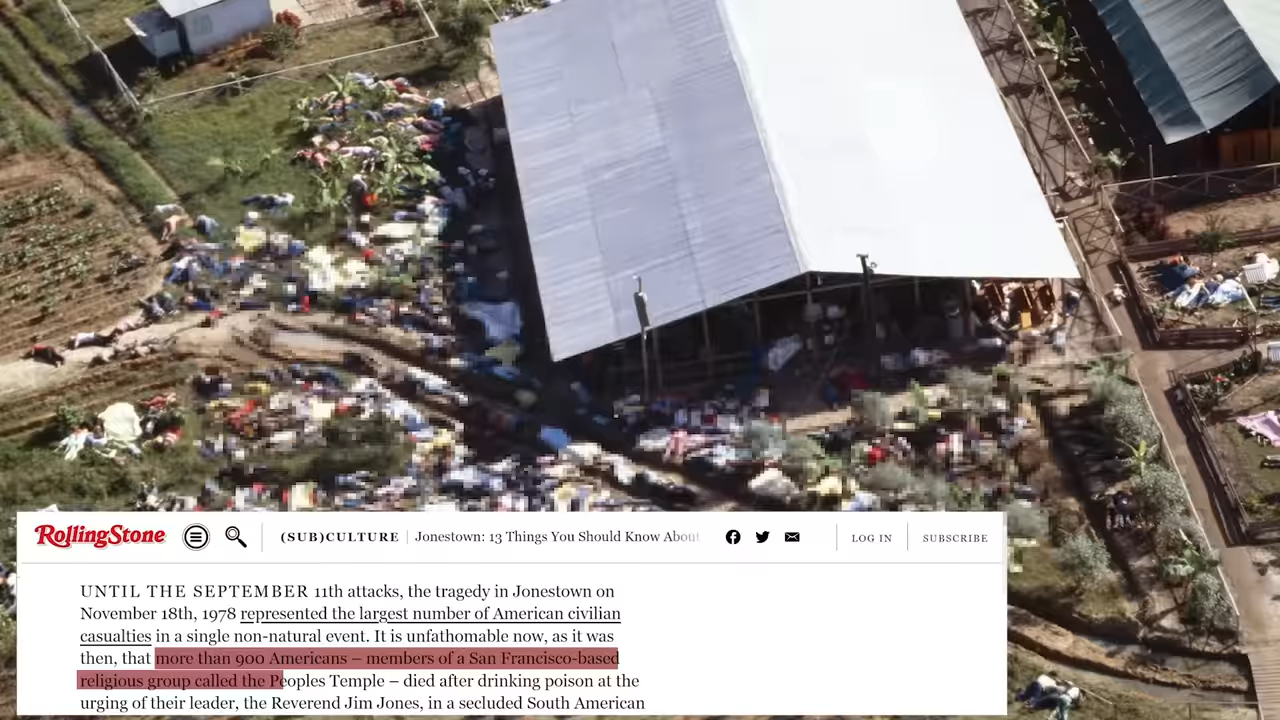 RollingStone (SUB)CULTURE Jonestown: 13 Things You Should Know About LOG IN SUBSCRIBE
UNTIL THE SEPTEMBER 11th attacks, the tragedy in Jonestown on
November 18th, 1978 represented the largest number of American civilian
casualties in a single non-natural event. It is unfathomable now, as it was
then, that more than 900 Americans – members of a San Francisco-based
religious group called the Peoples Temple – died after drinking poison at the
urging of their leader, the Reverend Jim Jones, in a secluded South American